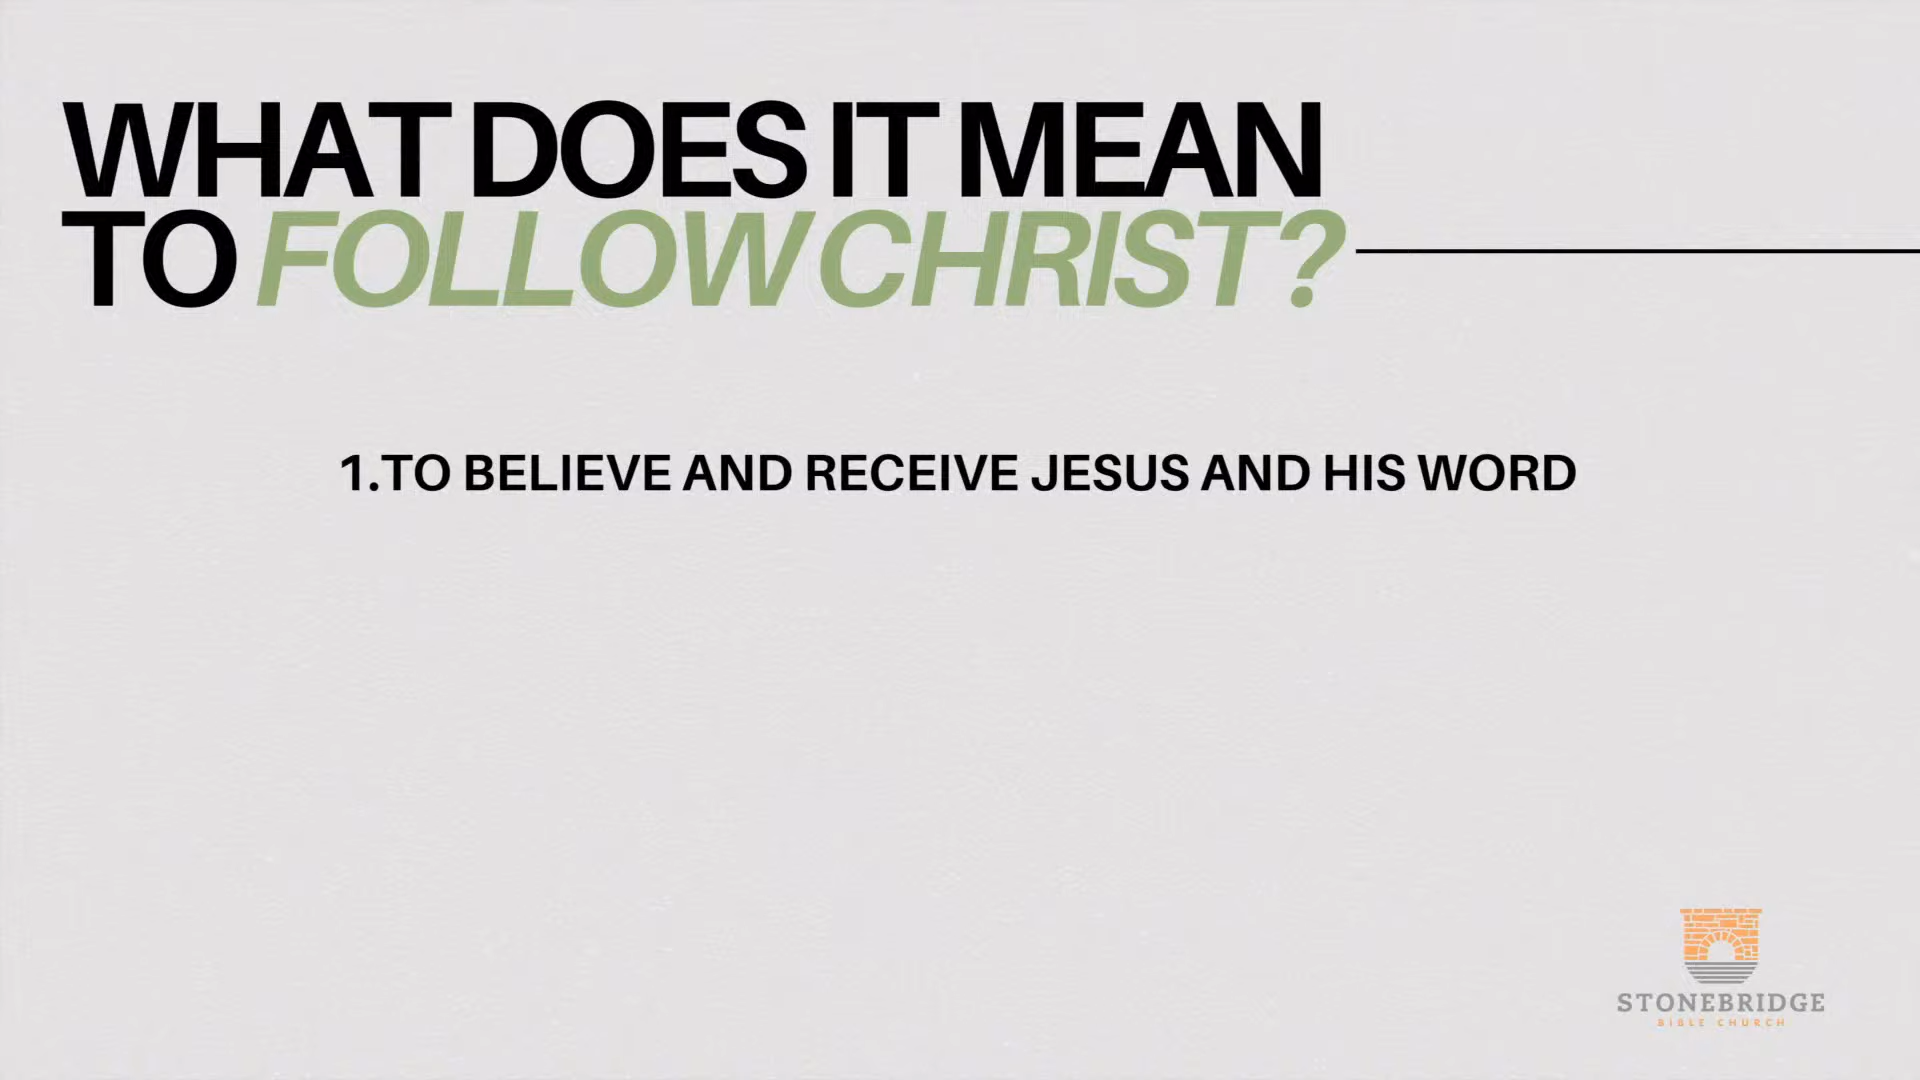 WHAT DOES IT MEAN
TO FOLLOW CHRIST?
1.TO BELIEVE AND RECEIVE JESUS AND HIS WORD
STONEBRIDGE
BIBLE CHURCH